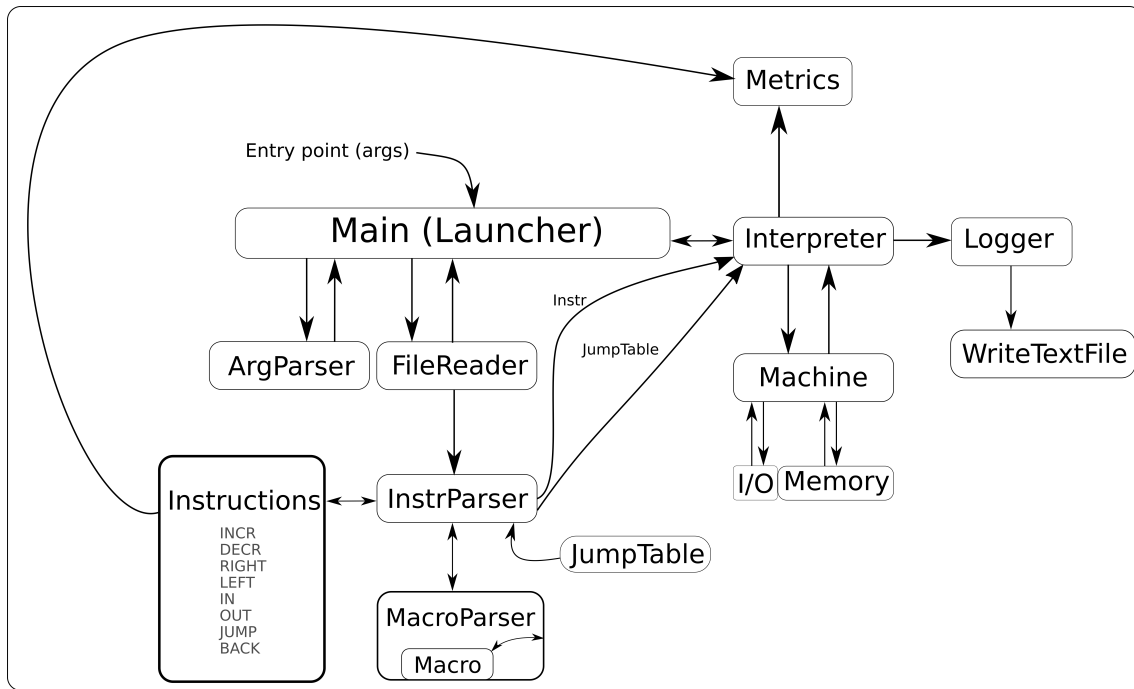 Metrics
Entry point (args)
Main (Launcher)
Interpreter
Logger
Instr
JumpTable
ArgParser
FileReader
WriteTextFile
Machine
I/O
Memory
Instructions
INCR
DECR
RIGHT
LEFT
IN
OUT
JUMP
BACK
InstrParser
JumpTable
MacroParser
Macro